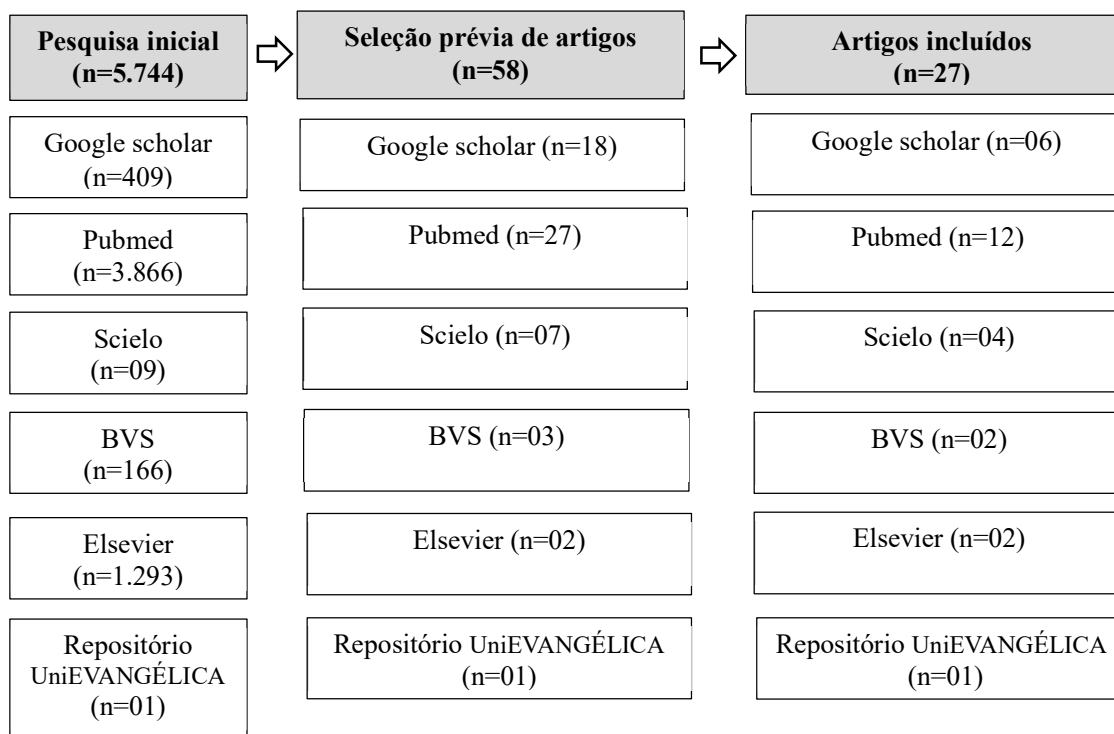 Pesquisa inicial
(n=5.744)
Seleção prévia de artigos
(n=58)
Artigos incluídos
(n=27)
Google scholar
(n=409)
Google scholar (n=18)
Google scholar (n=06)
Pubmed
(n=3.866)
Pubmed (n=27)
Pubmed (n=12)
Scielo
(n=09)
Scielo (n=07)
Scielo (n=04)
BVS
(n=166)
BVS (n=03)
BVS (n=02)
Elsevier
(n=1.293)
Elsevier (n=02)
Elsevier (n=02)
Repositório
UniEVANGÉLICA
(n=01)
Repositório UniEVANGÉLICA
(n=01)
Repositório UniEVANGÉLICA
(n=01)